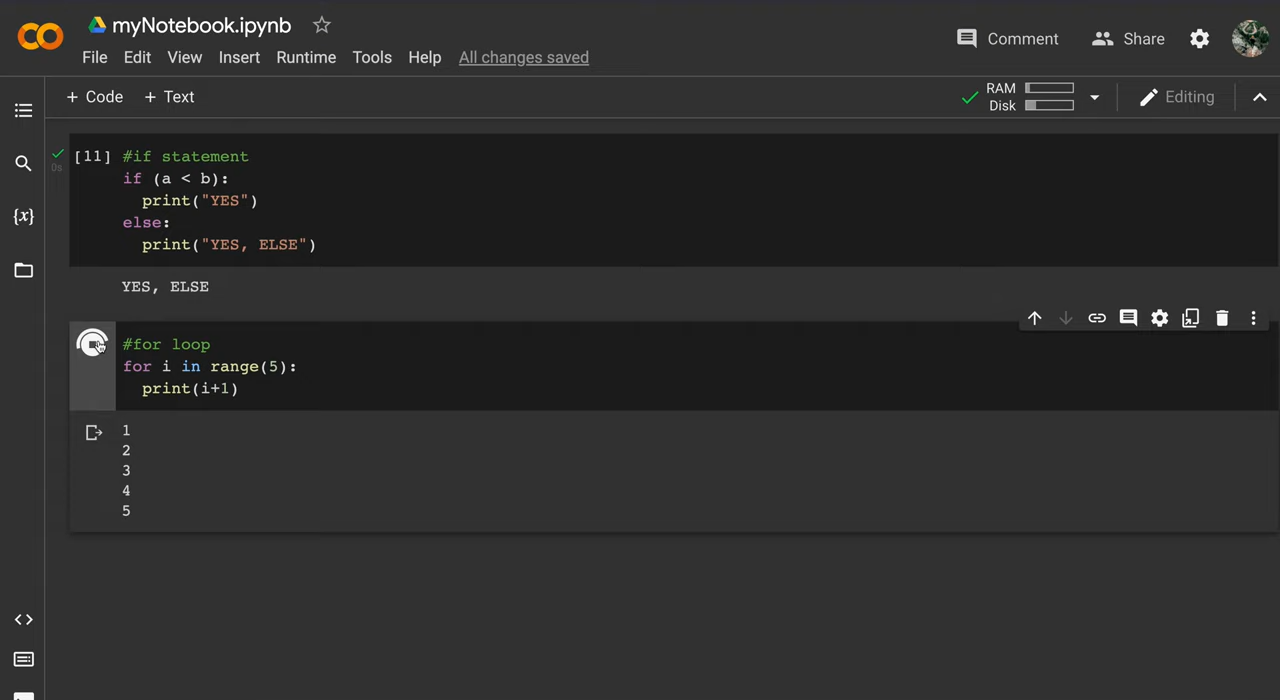 myNotebook.ipynb
File Edit View Insert Runtime Tools Help All changes saved
Comment
Share
+ Code + Text
RAM
Disk
Editing
{x}
0s
[11] #if statement
if (a < b):
print("YES")
else:
print("YES, ELSE")
YES, ELSE
#for loop
for i in range(5):
print(i+1)
1
2
3
4
5